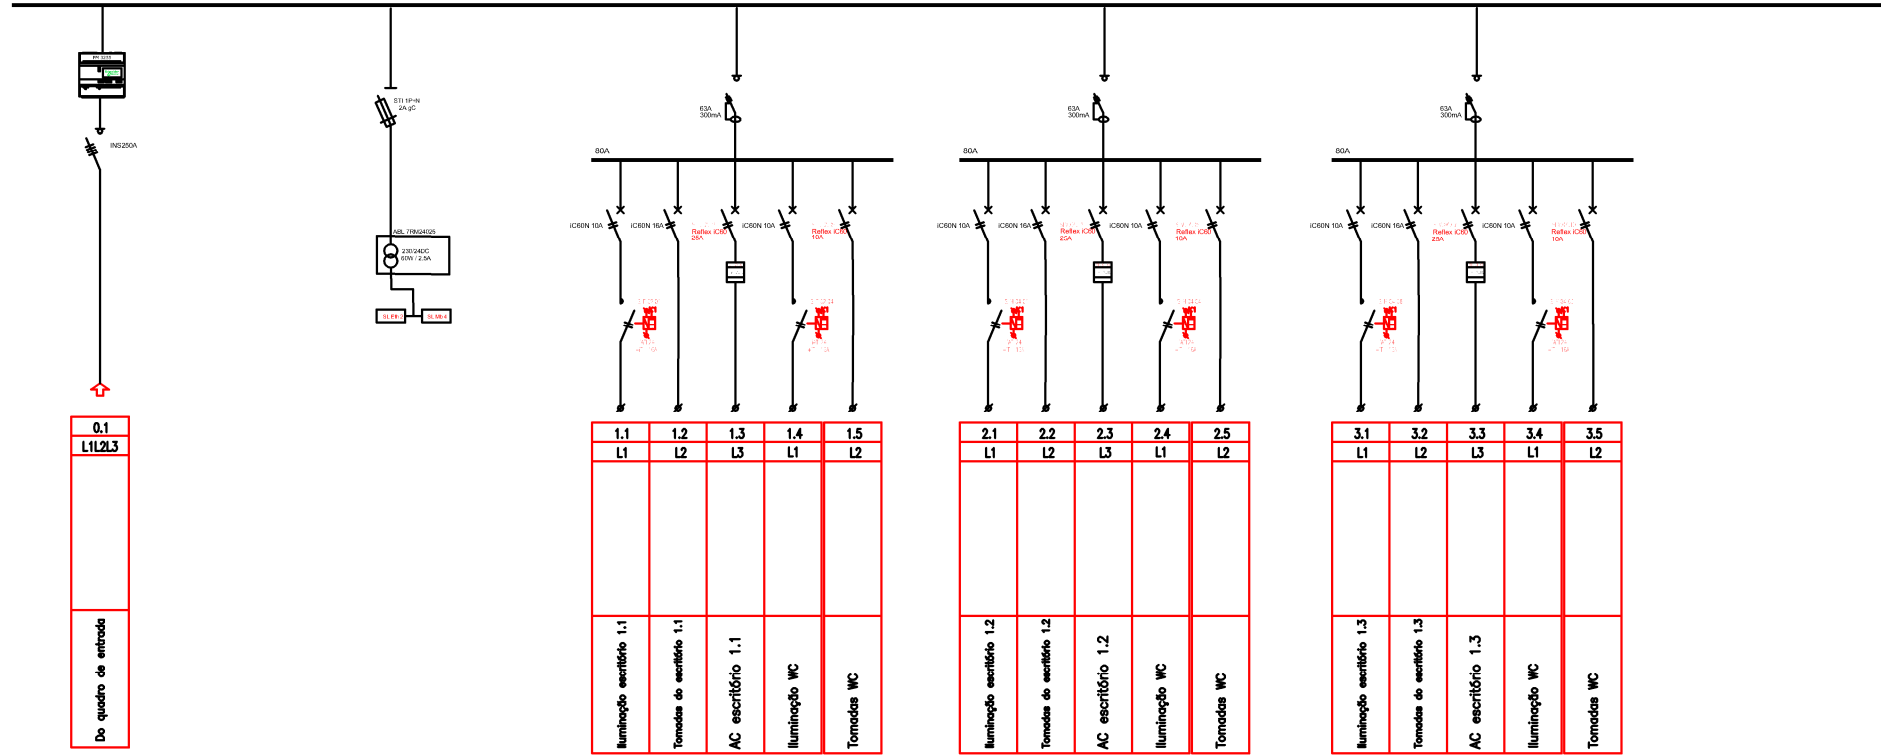 INS250A
0.1
L1L2L3
Do quadro de entrada
STI 1P+N
2A gC
ABL 7RM24025
230/24DC
60W / 2.5A
63A
300mA
80A
iC60N 10A
iC60N 16A
Reflex iC60
25A
iC60N 10A
Reflex iC60
10A
1.1 1.2 1.3 1.4 1.5
L1 L2 L3 L1 L2
Iluminação escritório 1.1
Tomadas do escritório 1.1
AC escritório 1.1
Iluminação WC
Tomadas WC
63A
300mA
80A
iC60N 10A
iC60N 16A
Reflex iC60
25A
iC60N 10A
Reflex iC60
10A
2.1 2.2 2.3 2.4 2.5
L1 L2 L3 L1 L2
Iluminação escritório 1.2
Tomadas do escritório 1.2
AC escritório 1.2
Iluminação WC
Tomadas WC
63A
300mA
80A
iC60N 10A
iC60N 16A
Reflex iC60
25A
iC60N 10A
Reflex iC60
10A
3.1 3.2 3.3 3.4 3.5
L1 L2 L3 L1 L2
Iluminação escritório 1.3
Tomadas do escritório 1.3
AC escritório 1.3
Iluminação WC
Tomadas WC